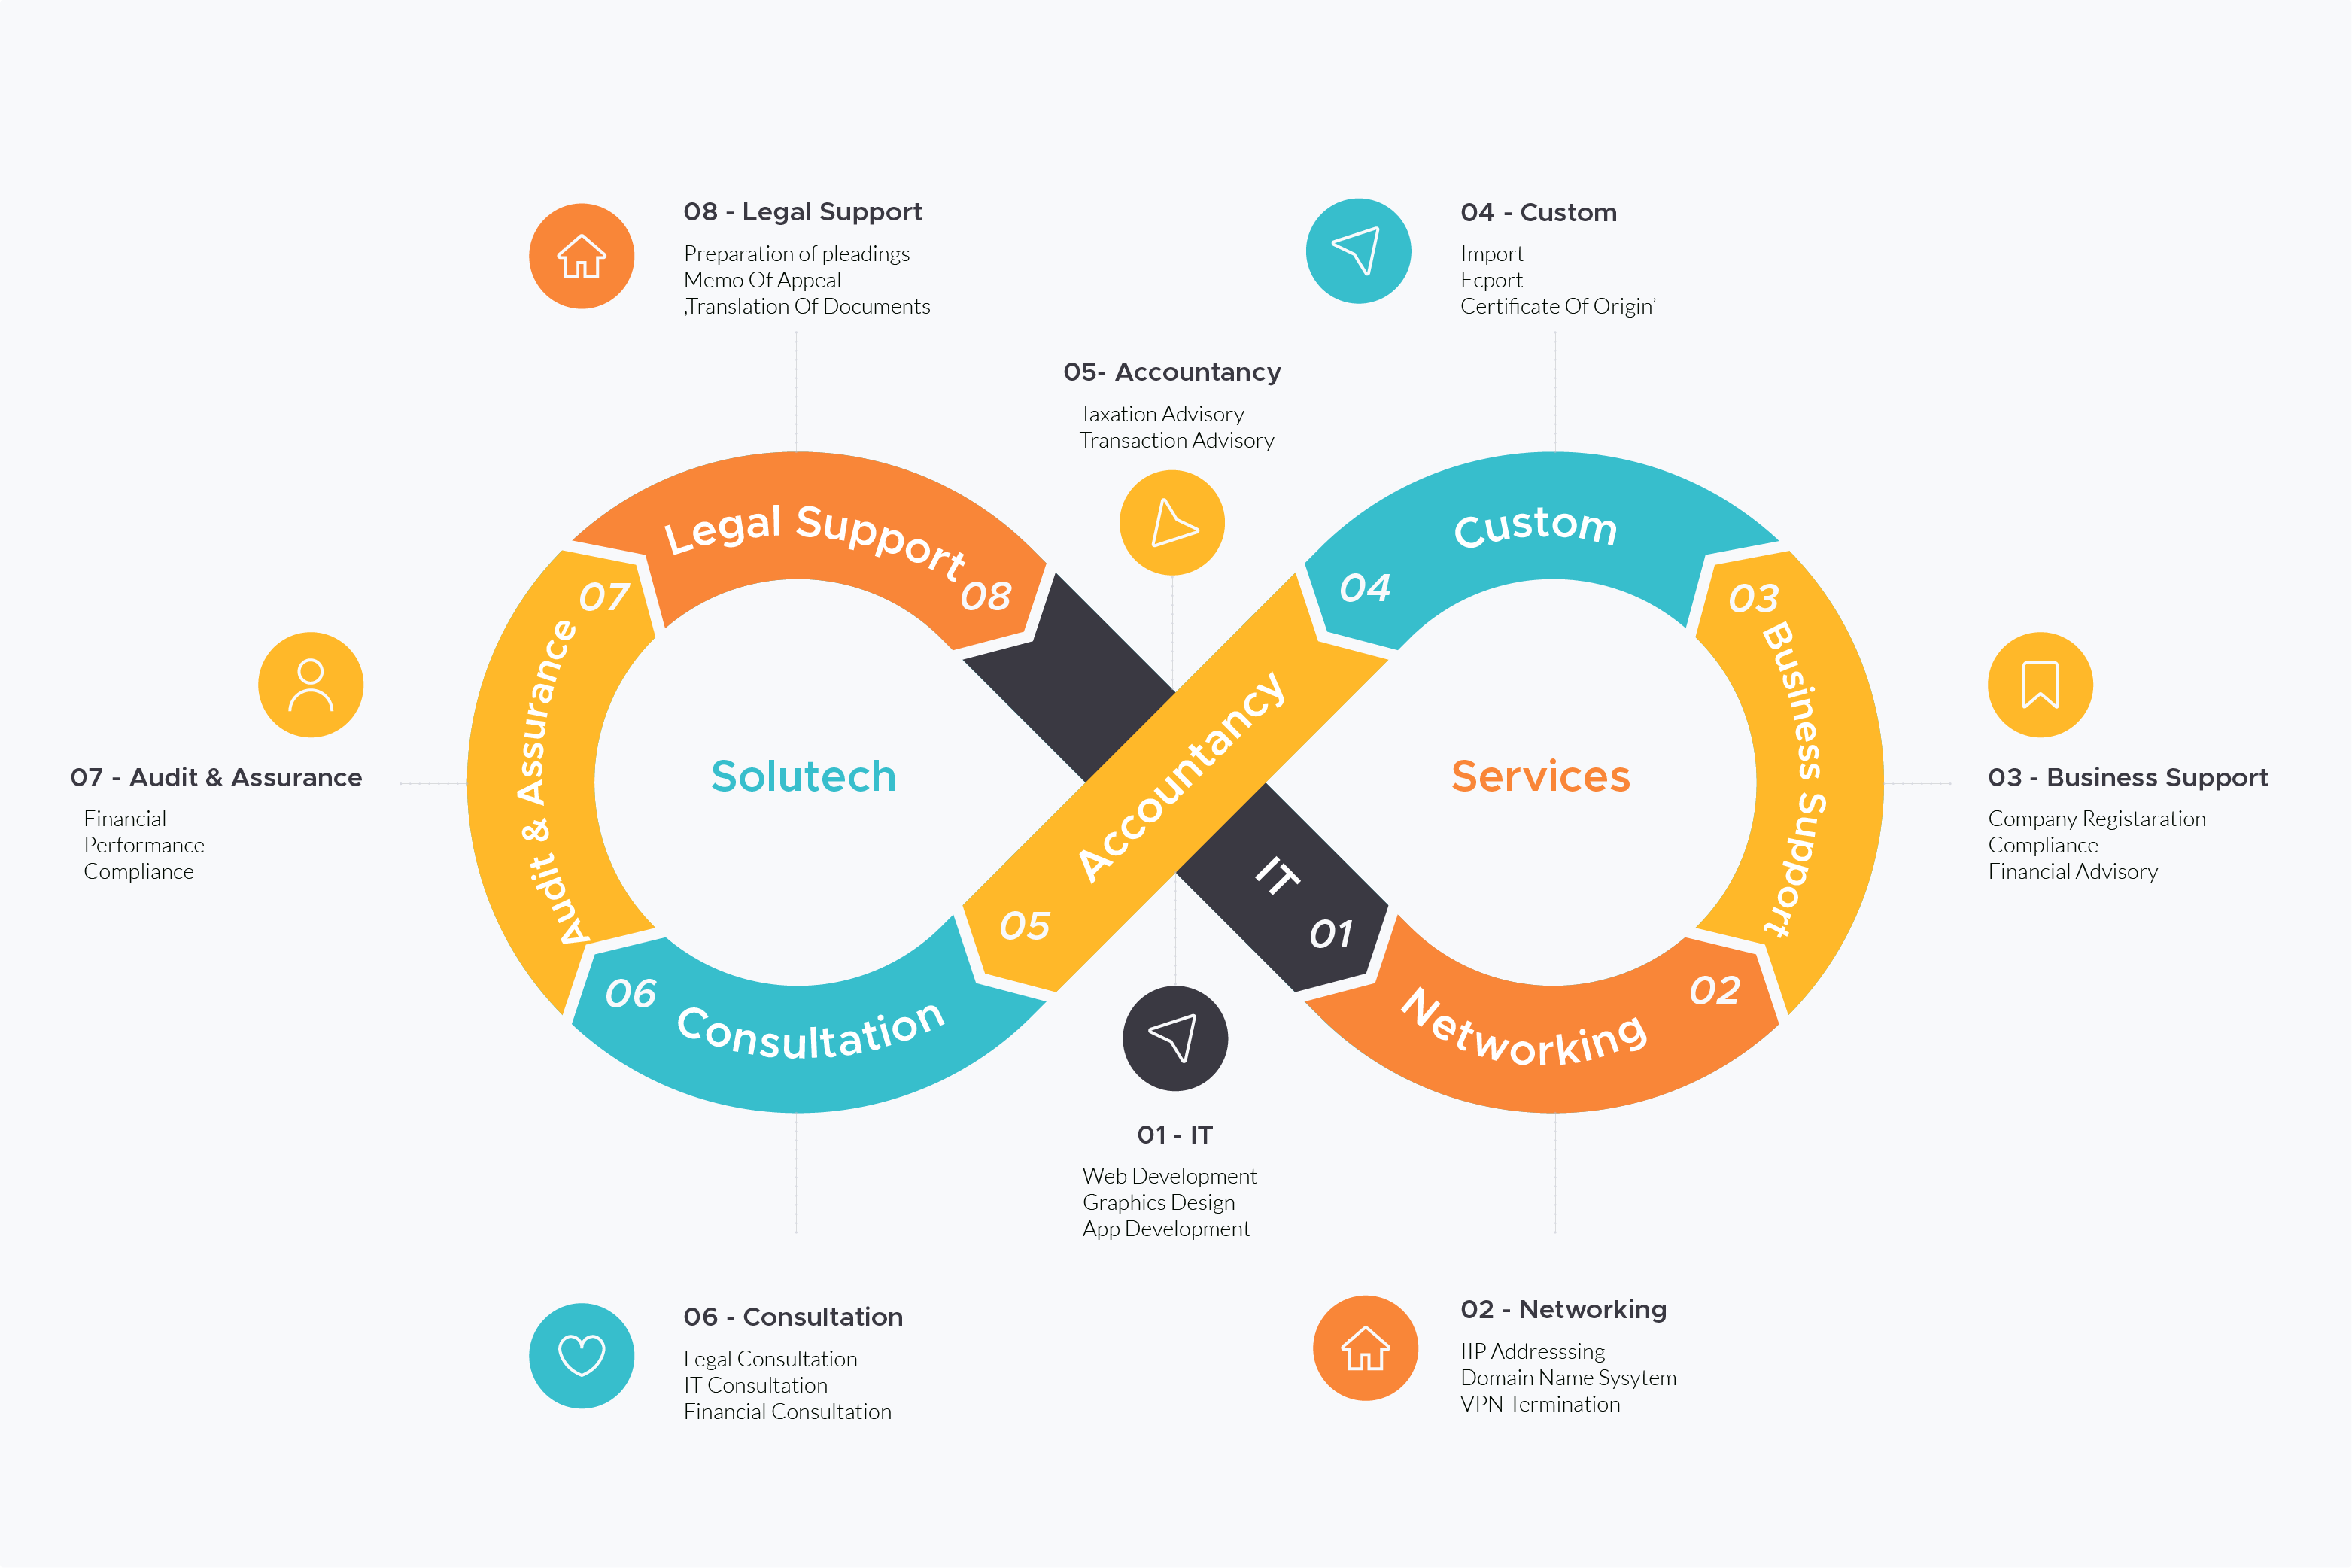 08 - Legal Support
Preparation of pleadings
Memo Of Appeal
,Translation Of Documents
04 - Custom
Import
Ecport
Certificate Of Origin’
05- Accountancy
Taxation Advisory
Transaction Advisory
Legal Support
08
Custom
04
07
Audit & Assurance
03
Business Support
07 - Audit & Assurance
Financial
Performance
Compliance
Solutech
Accountancy
05
Services
IT
01
03 - Business Support
Company Registaration
Compliance
Financial Advisory
06
Consultation
Networking
02
01 - IT
Web Development
Graphics Design
App Development
06 - Consultation
Legal Consultation
IT Consultation
Financial Consultation
02 - Networking
IIP Addresssing
Domain Name Sysytem
VPN Termination